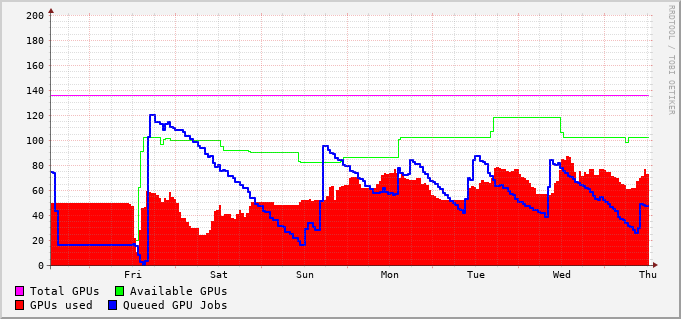 200
180
160
140
120
100
80
60
40
20
0
Fri Sat Sun Mon Tue Wed Thu
Total GPUs Available GPUs
GPUs used Queued GPU Jobs
RRDTOOL / TOBI OETIKER